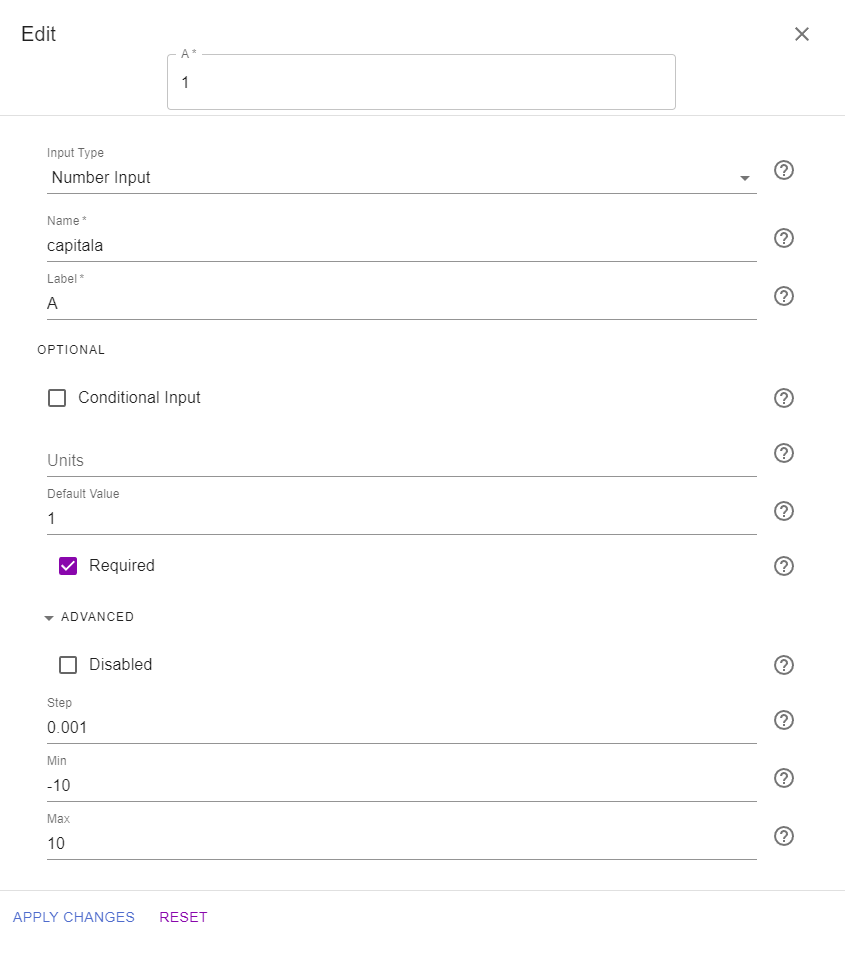 Edit
A *
1
Input Type
Number Input
Name *
capitala
Label *
A
OPTIONAL
Conditional Input
Units
Default Value
1
Required
ADVANCED
Disabled
Step
0.001
Min
-10
Max
10
APPLY CHANGES RESET